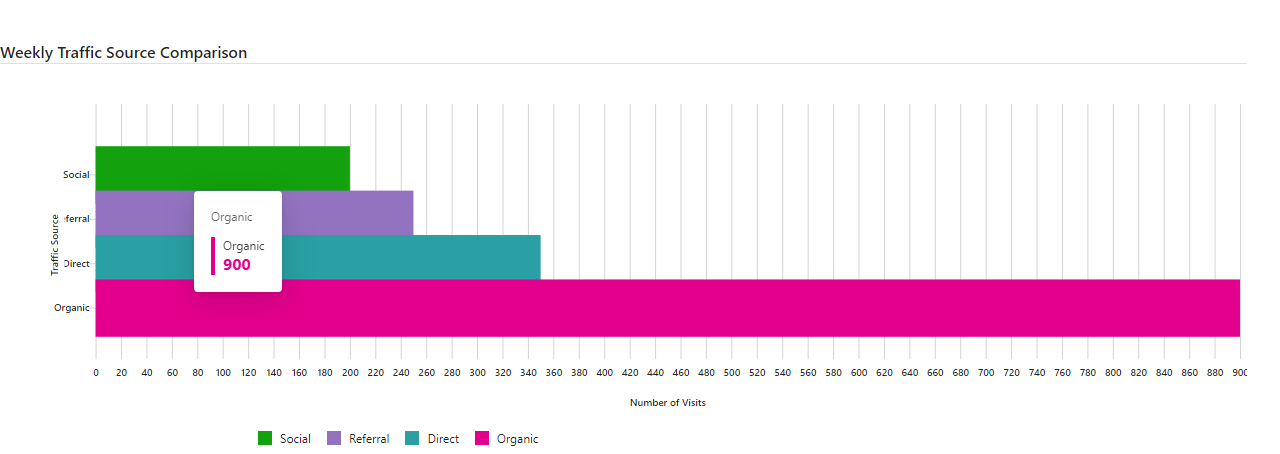 Weekly Traffic Source Comparison
Social
ferral
Direct
Organic
Traffic Source
Organic
Organic
900
0 20 40 60 80 100 120 140 160 180 200 220 240 260 280 300 320 340 360 380 400 420 440 460 480 500 520 540 560 580 600 620 640 660 680 700 720 740 760 780 800 820 840 860 880 900
Number of Visits
Social Referral Direct Organic